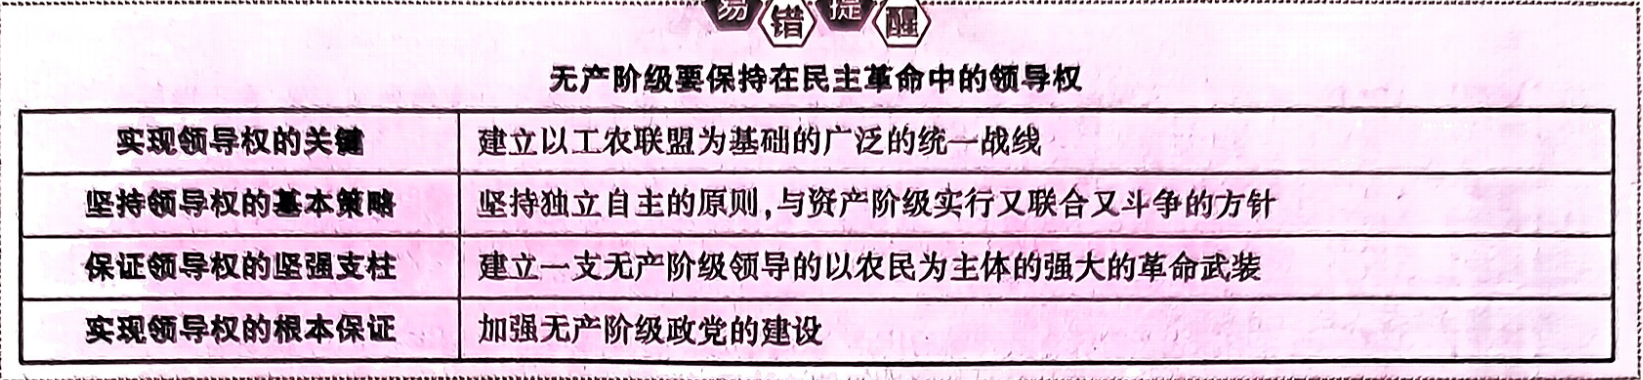 易错提醒
无产阶级要保持在民主革命中的领导权
实现领导权的关键 建立以工农联盟为基础的广泛的统一战线
坚持领导权的基本策略 坚持独立自主的原则,与资产阶级实行又联合又斗争的方针
保证领导权的坚强支柱 建立一支无产阶级领导的以农民为主体的强大的革命武装
实现领导权的根本保证 加强无产阶级政党的建设